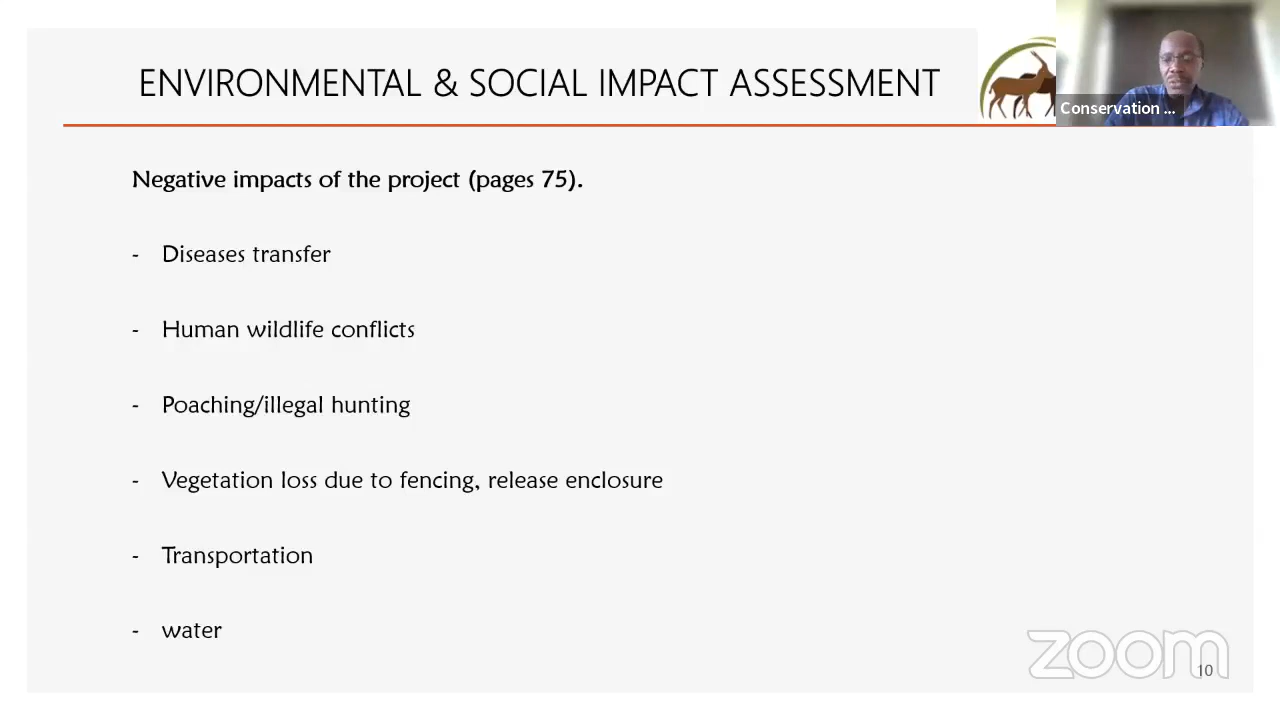 ENVIRONMENTAL & SOCIAL IMPACT ASSESSMENT
Conservation ...
Negative impacts of the project (pages 75).
- Diseases transfer
- Human wildlife conflicts
- Poaching/illegal hunting
- Vegetation loss due to fencing, release enclosure
- Transportation
- water
zoom
10